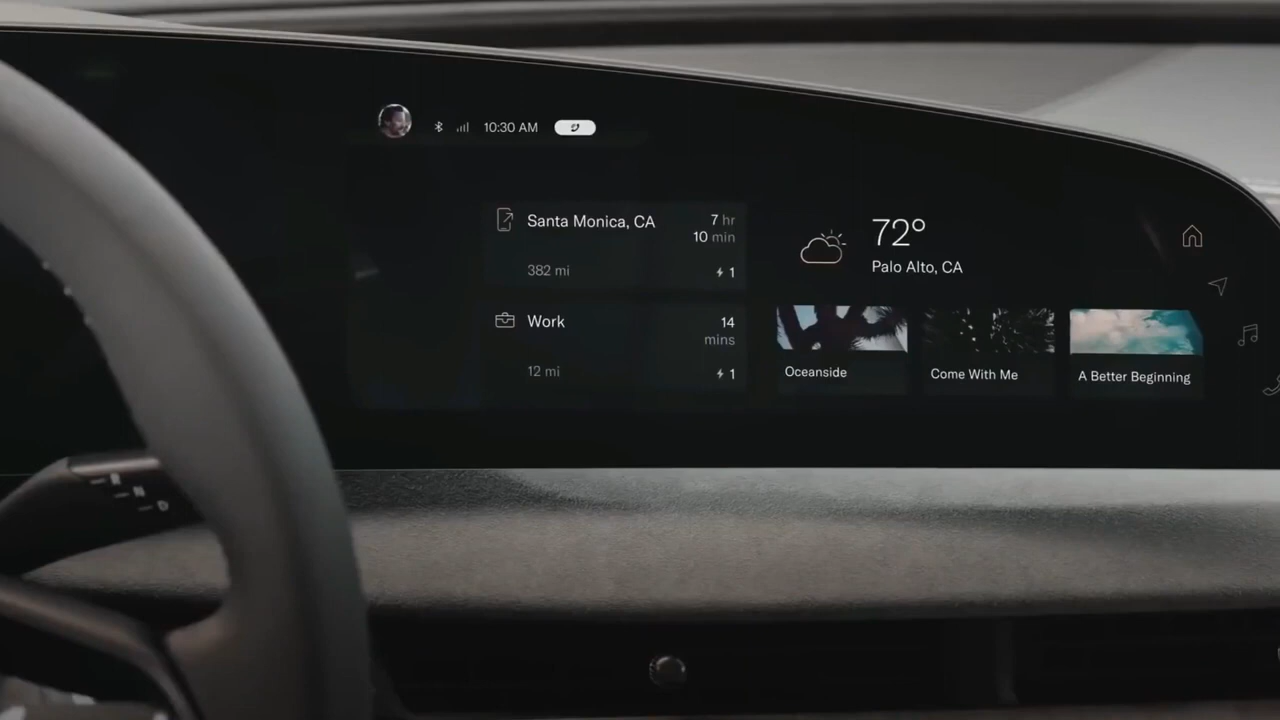 10:30 AM
Santa Monica, CA
7 hr
10 min
382 mi
1
Work
14
mins
12 mi
1
72°
Palo Alto, CA
Oceanside
Come With Me
A Better Beginning
R
N
D